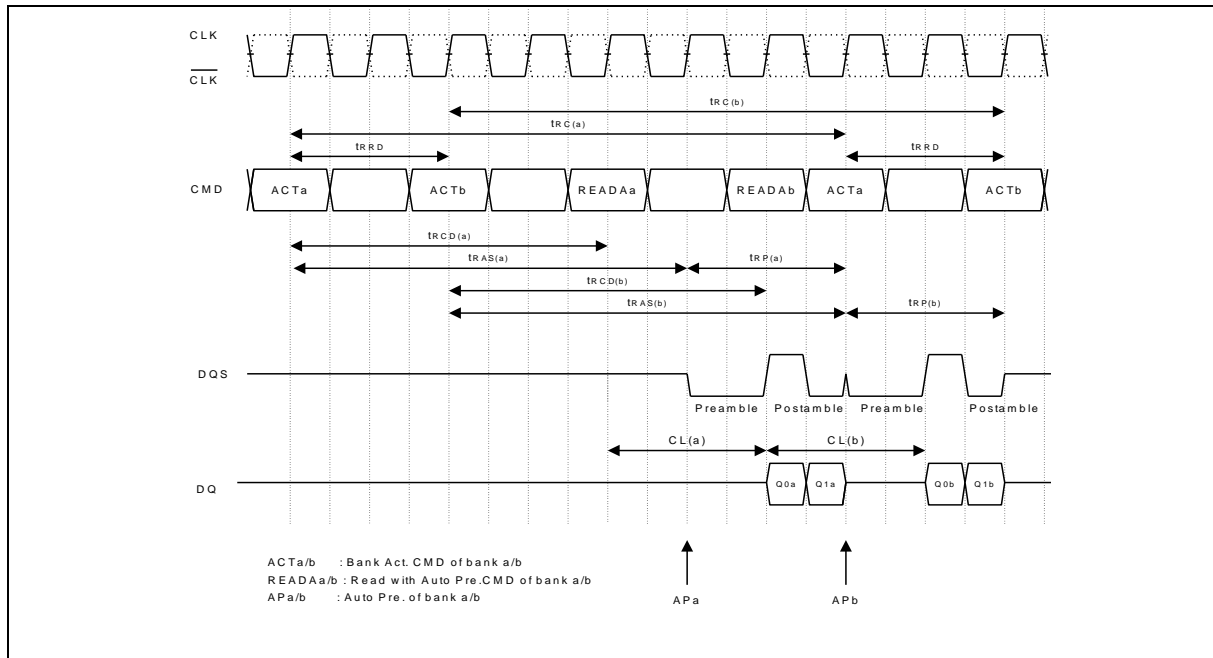 CLK
CLK
tRC(b)
tRC(a)
tRRD tRRD
CMD ACTa ACTb READAa READAb ACTa ACTb
tRCD(a)
tRAS(a) tRP(a)
tRCD(b)
tRAS(b) tRP(b)
DQS
Preamble Postamble Preamble Postamble
CL(a) CL(b)
DQ Q0a Q1a Q0b Q1b
ACTa/b : Bank Act. CMD of bank a/b
READAa/b : Read with Auto Pre.CMD of bank a/b
APa/b : Auto Pre. of bank a/b
APa APb